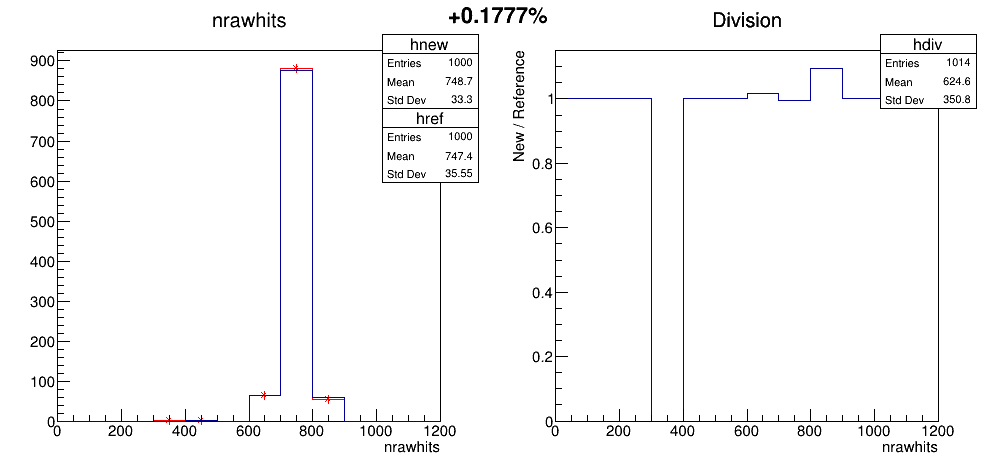 +0.1777%
nrawhits
hnew
Entries 1000
Mean 748.7
Std Dev 33.3
href
Entries 1000
Mean 747.4
Std Dev 35.55
900
800
700
600
500
400
300
200
100
0
0 200 400 600 800 1000 1200
nrawhits
Division
hdiv
Entries 1014
Mean 624.6
Std Dev 350.8
New / Reference
1
0.8
0.6
0.4
0.2
0
0 200 400 600 800 1000 1200
nrawhits